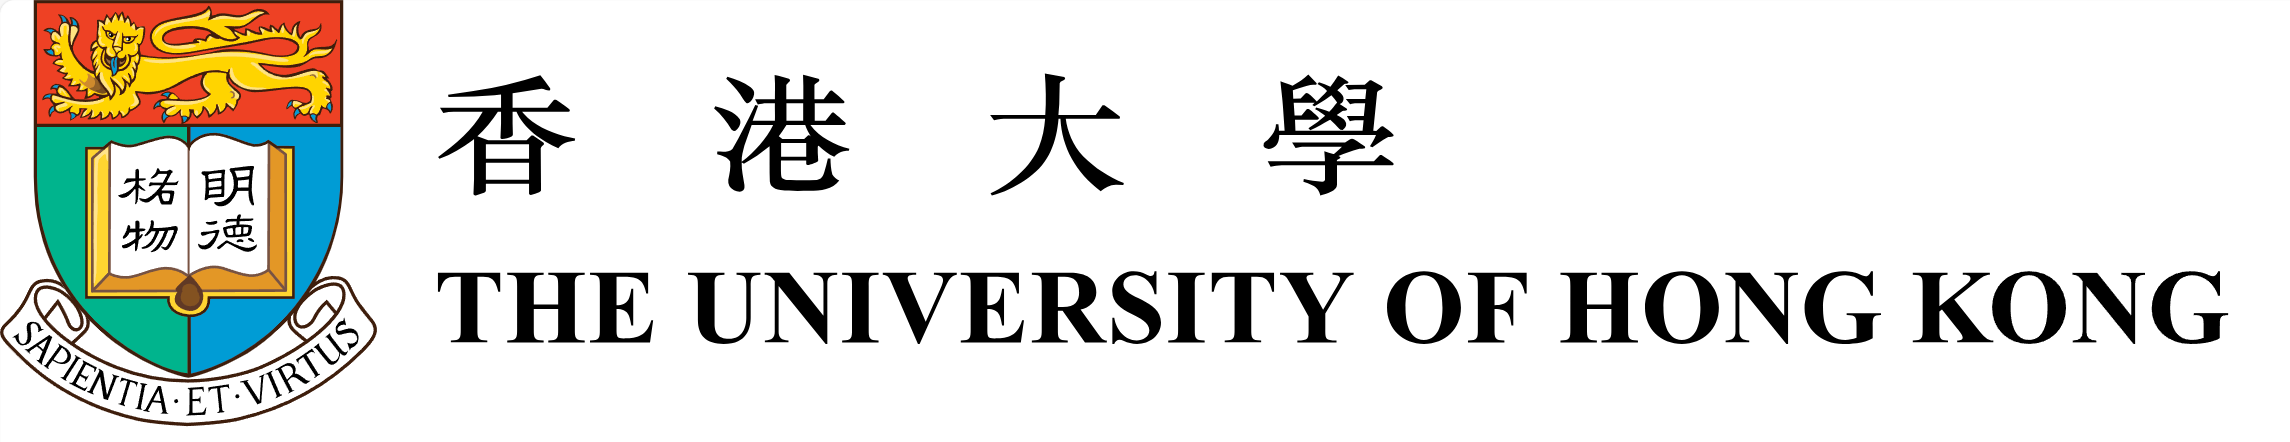 明德
格物
SAPIENTIA·ET·VIRTUS
香港大學
THE UNIVERSITY OF HONG KONG